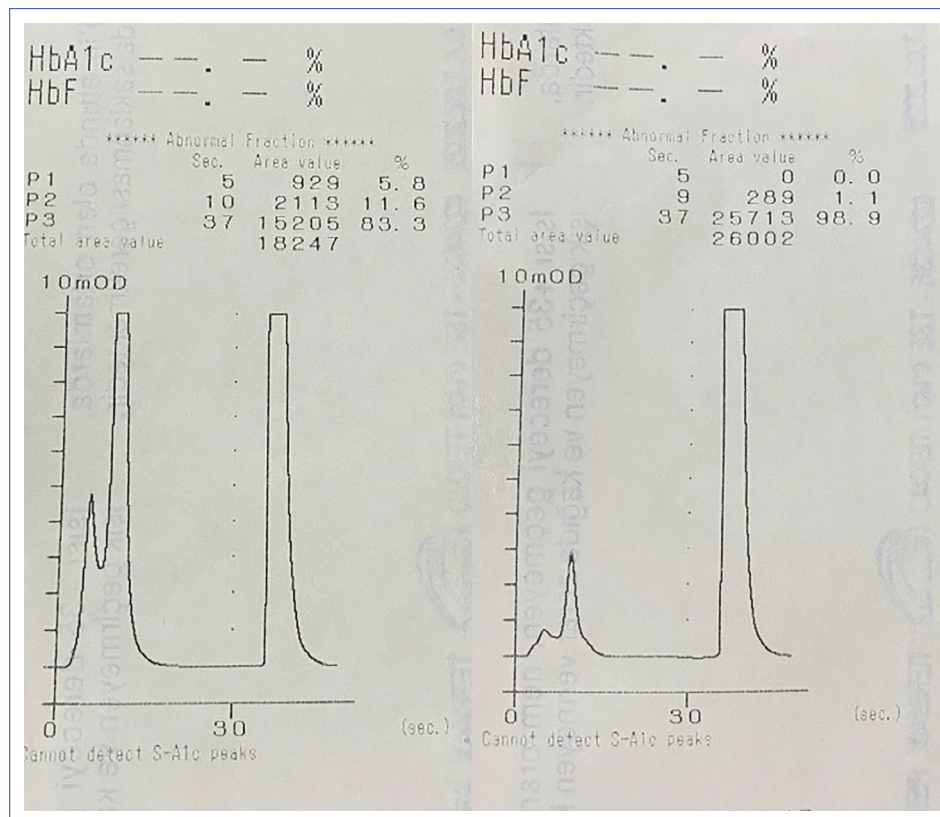 HbA1c --. - %
HbF --. - %
****** Abnormal Fraction ******
Sec. Area value %
P1 5 929 5. 8
P2 10 2113 11. 6
P3 37 15205 83. 3
Total area value 18247
10mOD
0 30 (sec.)
Cannot detect S-A1c peaks
HbA1c --. - %
HbF --. - %
****** Abnormal Fraction ******
Sec. Area value %
P1 5 0 0. 0
P2 9 289 1. 1
P3 37 25713 98. 9
Total area value 26002
10mOD
0 30 (sec.)
Cannot detect S-A1c peaks